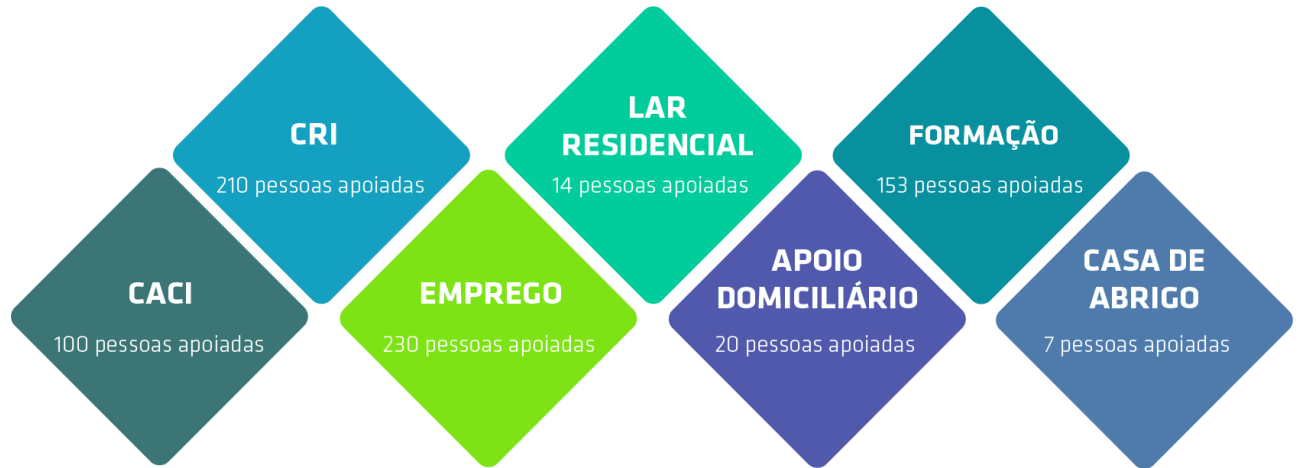 CRI
210 pessoas apoiadas
LAR
RESIDENCIAL
14 pessoas apoiadas
FORMAÇÃO
153 pessoas apoiadas
CACI
100 pessoas apoiadas
EMPREGO
230 pessoas apoiadas
APOIO
DOMICILIÁRIO
20 pessoas apoiadas
CASA DE
ABRIGO
7 pessoas apoiadas